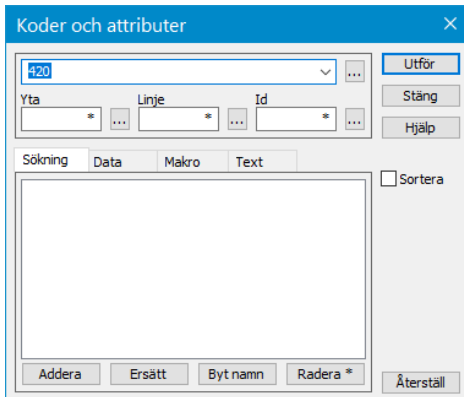 Koder och attributer
420
...
Utför
Yta
Linje
Id
Stäng
*
...
*
...
*
...
Hjälp
Sökning
Data
Makro
Text
Sortera
Addera
Ersätt
Byt namn
Radera *
Återställ